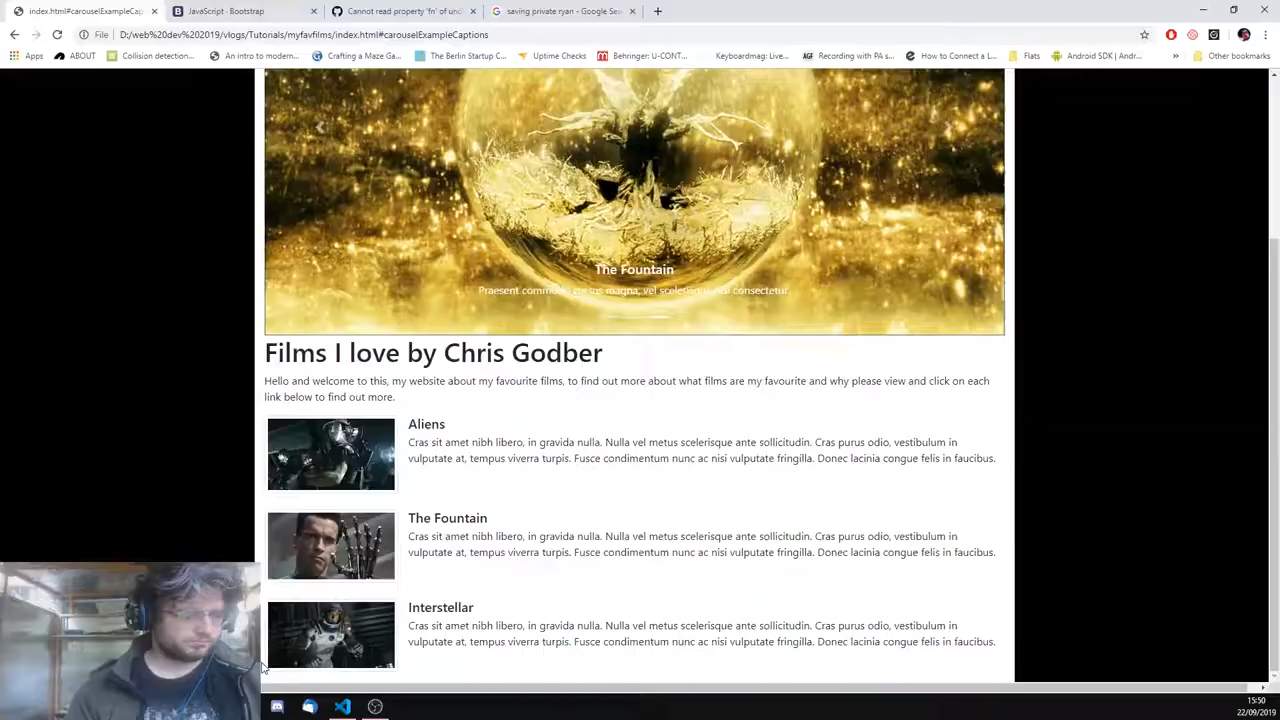 index.html#carouselExampleCap
JavaScript · Bootstrap
Cannot read property 'fn' of und
saving private ryan - Google Sea
File
D:/web%20dev%202019/vlogs/Tutorials/myfavfilms/index.html#carouselExampleCaptions
Apps
ABOUT
Collision detection...
An intro to modern...
Crafting a Maze Ga...
The Berlin Startup C...
Uptime Checks
Behringer: U-CONT...
Keyboardmag: Live...
AGF
Recording with PA s...
How to Connect a L...
Flats
Android SDK | Andr...
»
Other bookmarks
The Fountain
Praesent commodo cursus magna, vel scelerisque nisl consectetur.
Films I love by Chris Godber
Hello and welcome to this, my website about my favourite films, to find out more about what films are my favourite and why please view and click on each
link below to find out more.
Aliens
Cras sit amet nibh libero, in gravida nulla. Nulla vel metus scelerisque ante sollicitudin. Cras purus odio, vestibulum in
vulputate at, tempus viverra turpis. Fusce condimentum nunc ac nisi vulputate fringilla. Donec lacinia congue felis in faucibus.
The Fountain
Cras sit amet nibh libero, in gravida nulla. Nulla vel metus scelerisque ante sollicitudin. Cras purus odio, vestibulum in
vulputate at, tempus viverra turpis. Fusce condimentum nunc ac nisi vulputate fringilla. Donec lacinia congue felis in faucibus.
Interstellar
Cras sit amet nibh libero, in gravida nulla. Nulla vel metus scelerisque ante sollicitudin. Cras purus odio, vestibulum in
vulputate at, tempus viverra turpis. Fusce condimentum nunc ac nisi vulputate fringilla. Donec lacinia congue felis in faucibus.
15:50
22/09/2019